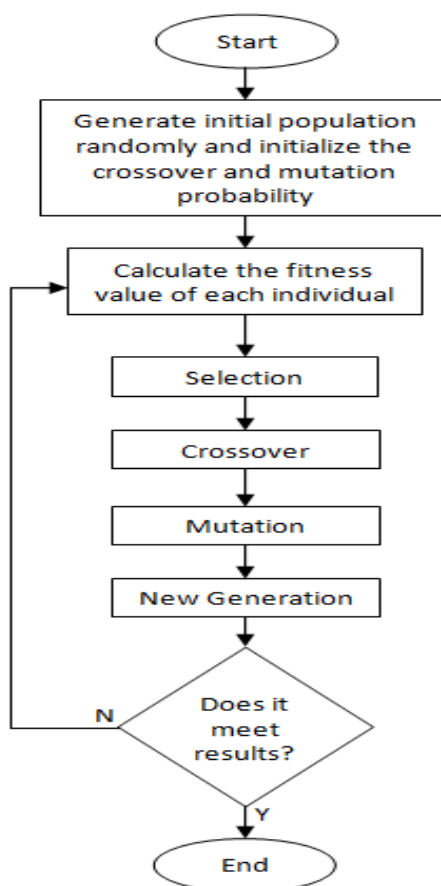 Start
Generate initial population
randomly and initialize the
crossover and mutation
probability
Calculate the fitness
value of each individual
Selection
Crossover
Mutation
New Generation
Does it
meet
results?
N
Y
End